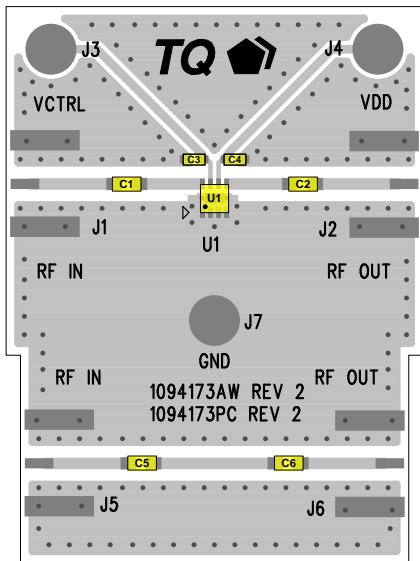 J3
TQ
J4
VCTRL
VDD
C3
C4
C1
U1
C2
J1
U1
J2
RF IN
RF OUT
J7
GND
RF IN
RF OUT
1094173AW REV 2
1094173PC REV 2
C5
C6
J5
J6